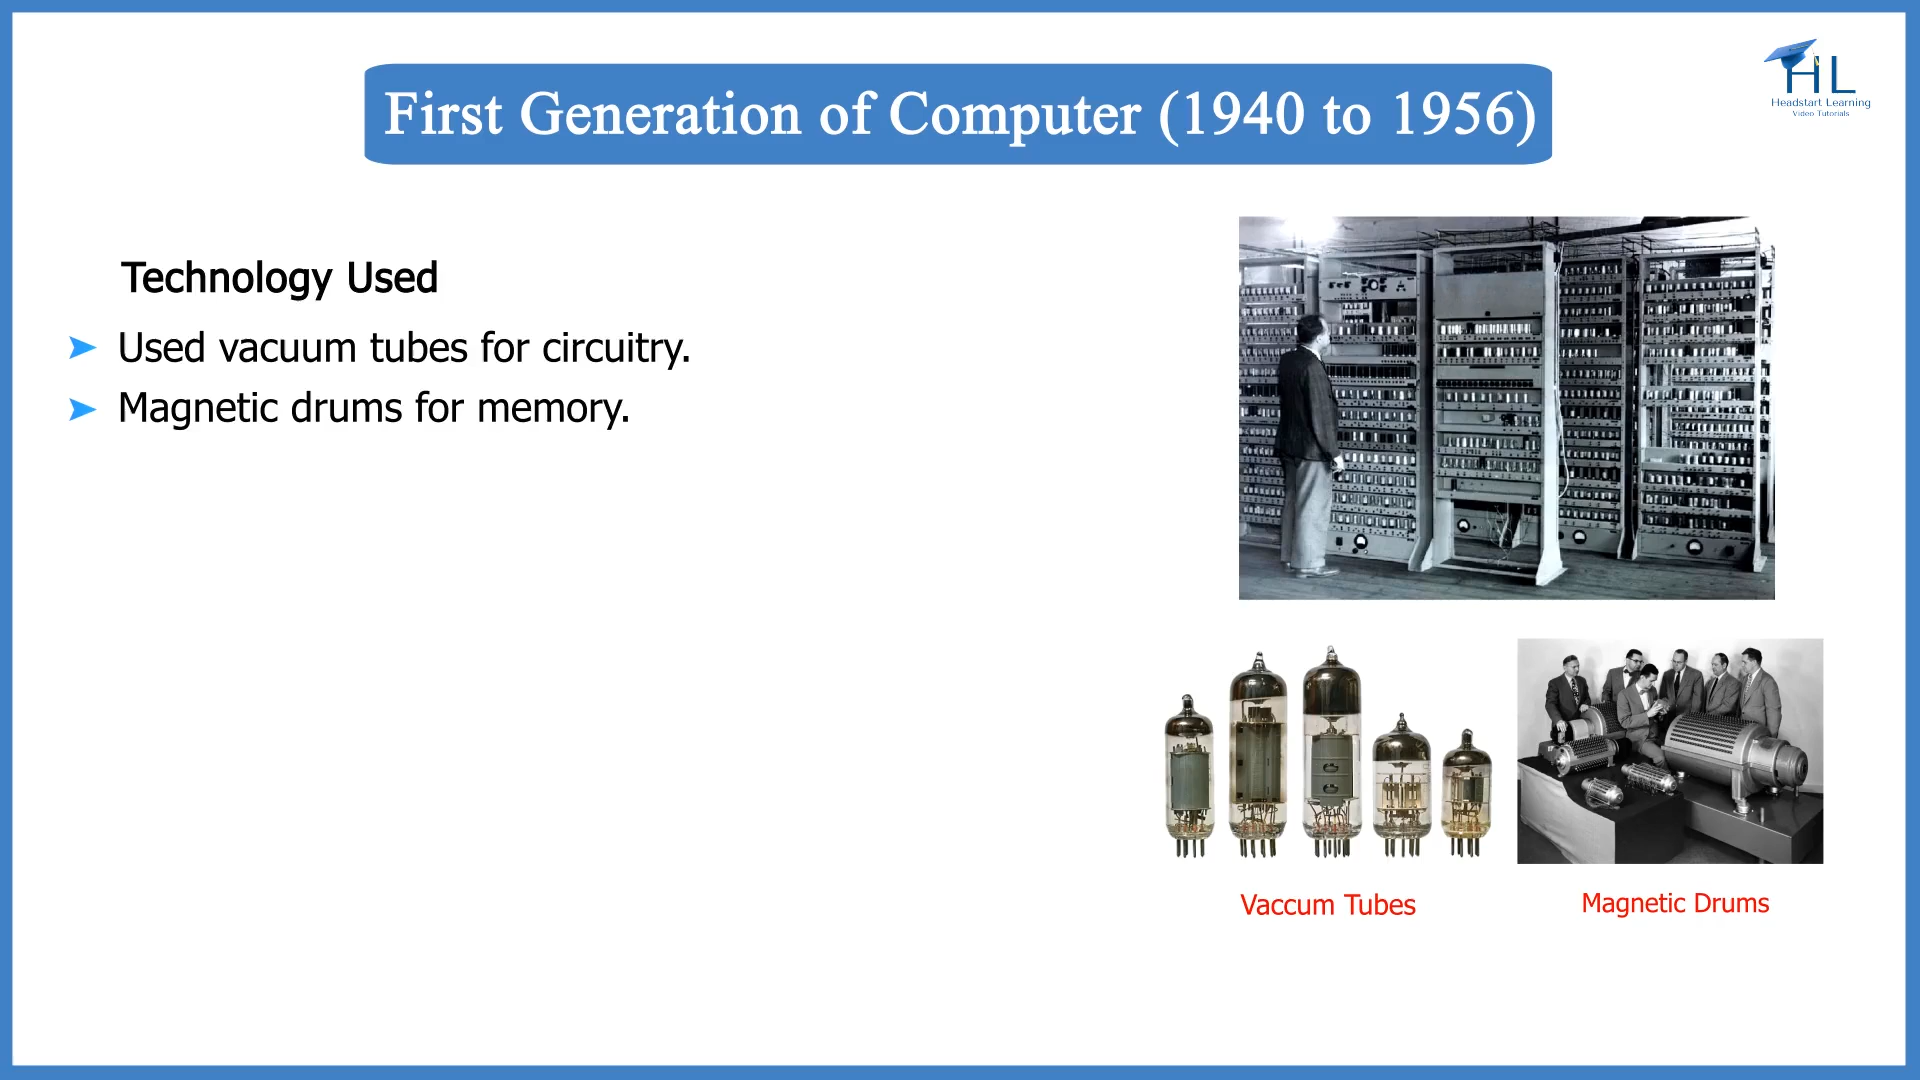 First Generation of Computer (1940 to 1956)
HL
Headstart Learning
Video Tutorials
Technology Used
Used vacuum tubes for circuitry.
Magnetic drums for memory.
Vaccum Tubes
Magnetic Drums